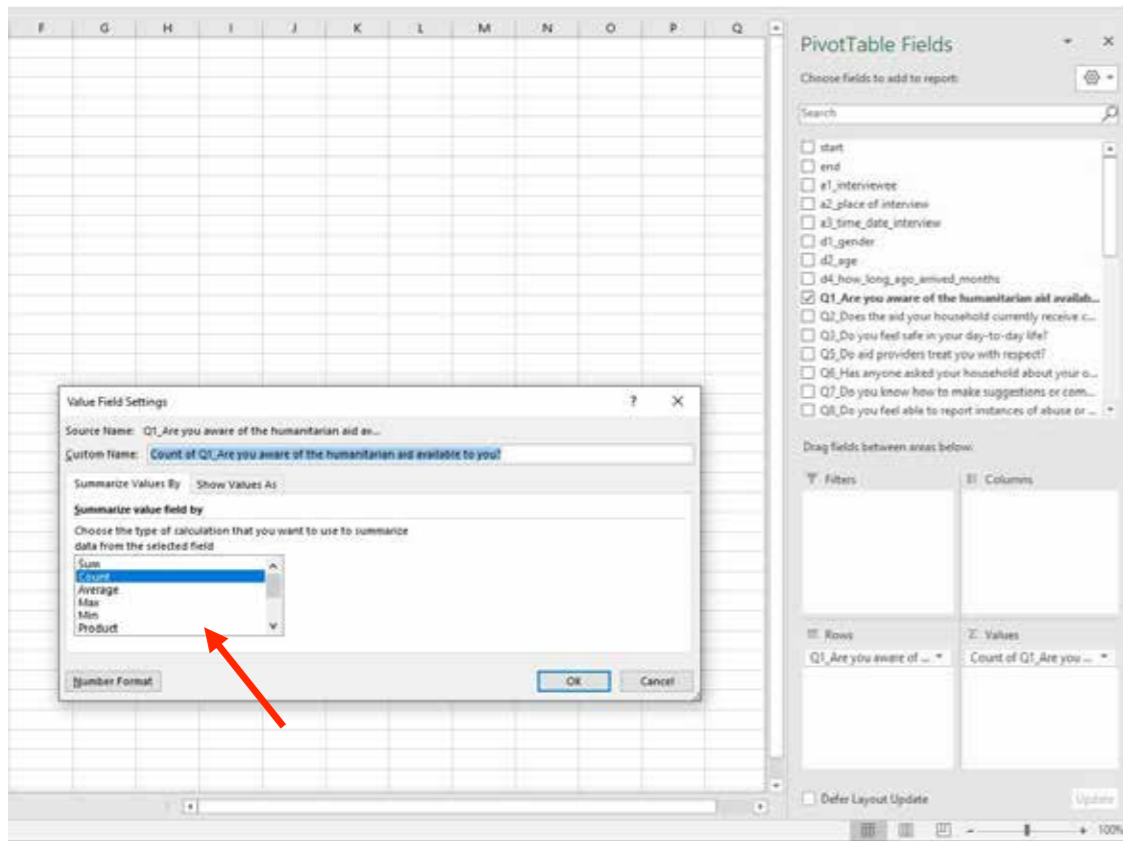 F G H I J K L M N O P Q
PivotTable Fields
Choose fields to add to report:
Search
start
end
a1_interviewee
a2_place of interview
a3_time_date_interview
d1_gender
d2_age
d4_how_long_ago_arrived_months
Q1_Are you aware of the humanitarian aid availab...
Q2_Does the aid your household currently receive c...
Q3_Do you feel safe in your day-to-day life?
Q5_Do aid providers treat you with respect?
Q6_Has anyone asked your household about your o...
Q7_Do you know how to make suggestions or com...
Q8_Do you feel able to report instances of abuse or ...
Drag fields between areas below:
Filters
Columns
Rows
Σ Values
Q1_Are you aware of ...
Count of Q1_Are you ...
Defer Layout Update
Update
100%
Value Field Settings
? ×
Source Name: Q1_Are you aware of the humanitarian aid av...
Custom Name: Count of Q1_Are you aware of the humanitarian aid available to you?
Summarize Values By Show Values As
Summarize value field by
Choose the type of calculation that you want to use to summarize
data from the selected field
Sum
Count
Average
Max
Min
Product
Number Format
OK
Cancel